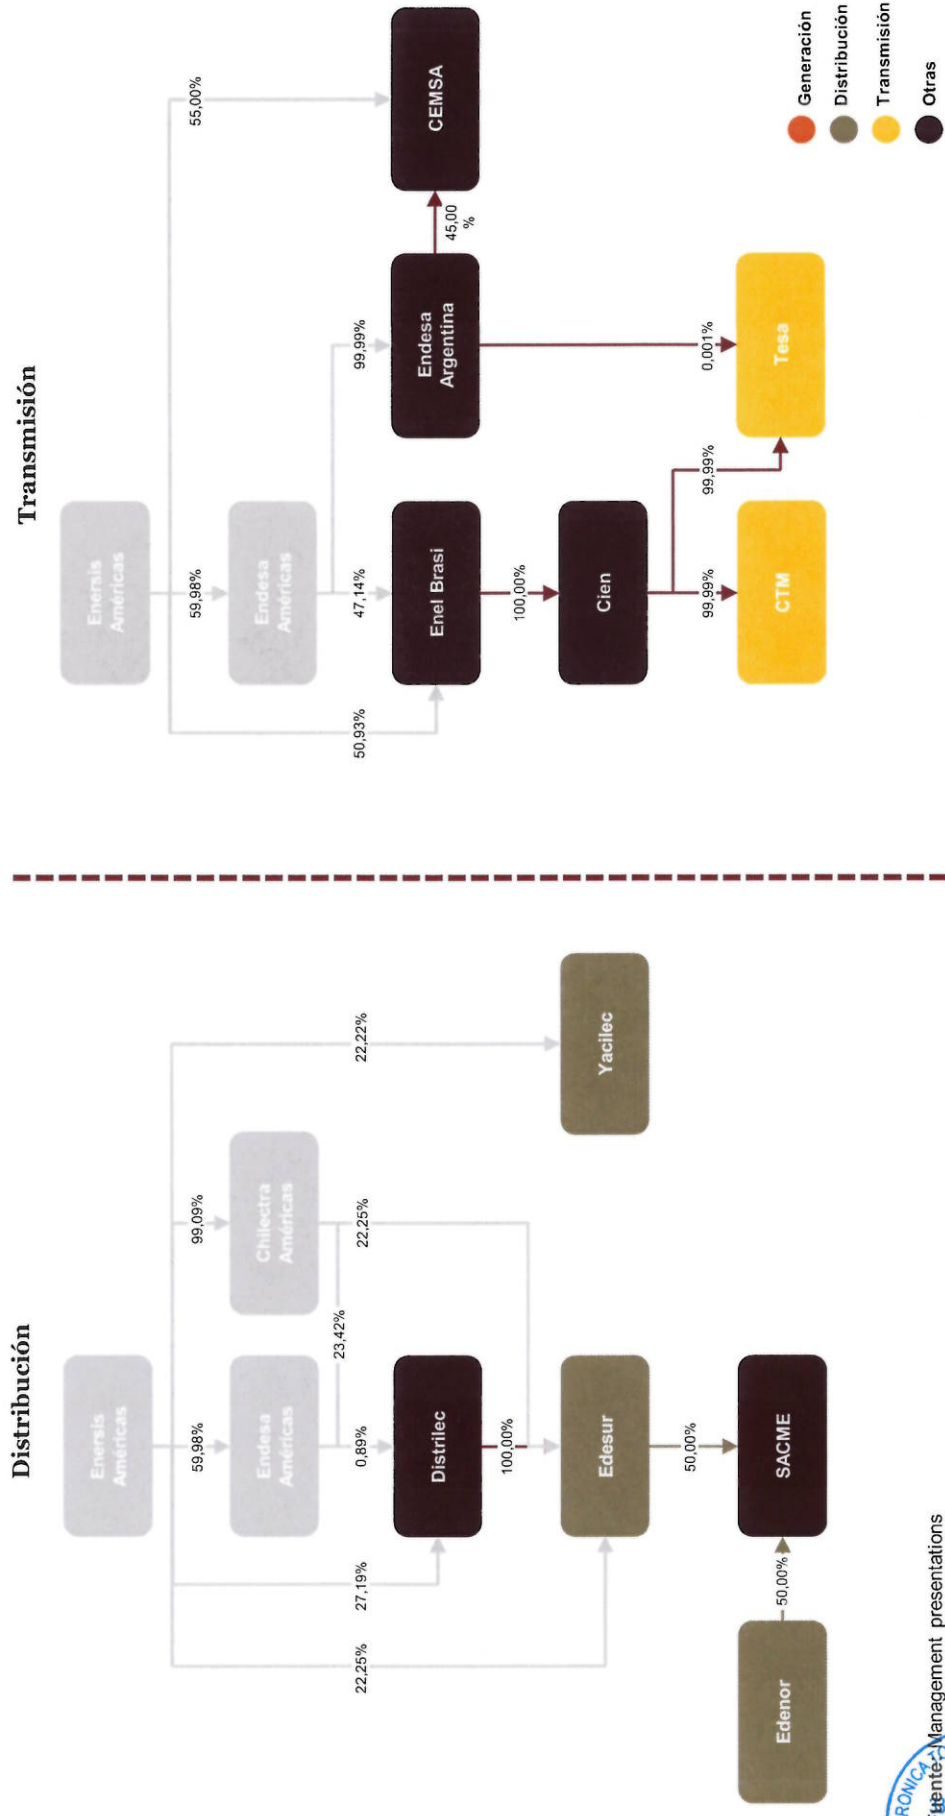 Distribución
Enersis
Américas
59,98%
99,09%
Endesa
Américas
Chilectra
Américas
27,19%
22,25%
0,89%
23,42%
22,25%
22,22%
Distrilec
100,00%
Edesur
Yacilec
50,00%
Edenor
50,00%
SACME
Transmisión
Enersis
Américas
59,98%
Endesa
Américas
50,93%
47,14%
99,99%
55,00%
Enel Brasi
Endesa
Argentina
45,00
%
CEMSA
100,00%
Cien
99,99%
99,99%
0,001%
CTM
Tesa
Generación
Distribución
Transmisión
Otras
Fuente: Management presentations
RONICA